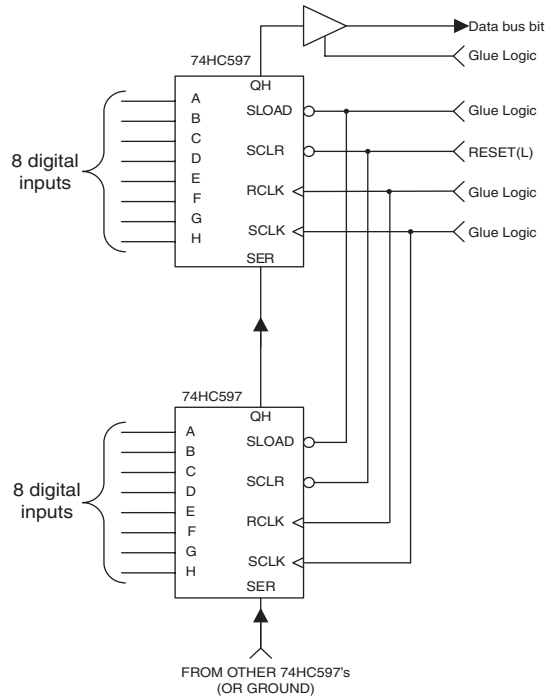 Data bus bit
Glue Logic
74HC597
QH
A
B
C
D
E
F
G
H
8 digital
inputs
SLOAD
SCLR
RCLK
SCLK
SER
Glue Logic
RESET(L)
Glue Logic
Glue Logic
74HC597
QH
A
B
C
D
E
F
G
H
8 digital
inputs
SLOAD
SCLR
RCLK
SCLK
SER
FROM OTHER 74HC597's
(OR GROUND)